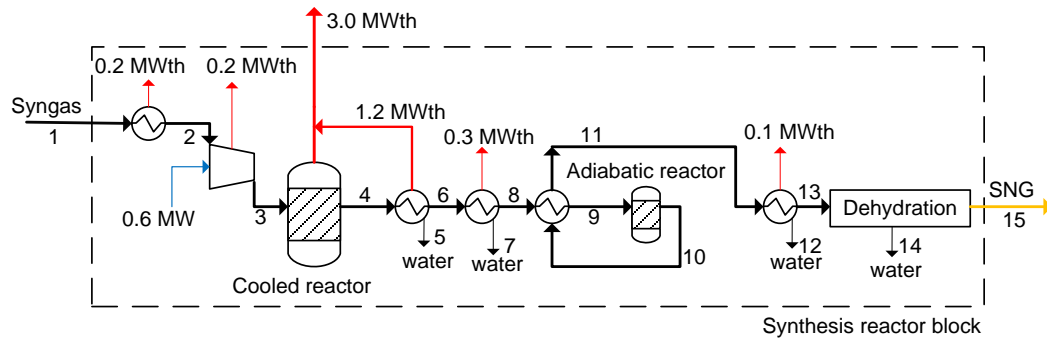 3.0 MWth
0.2 MWth
0.2 MWth
Syngas
1
2
0.6 MW
3
Cooled reactor
1.2 MWth
4
5
water
6
0.3 MWth
7
water
8
11
Adiabatic reactor
9
10
0.1 MWth
12
water
13
Dehydration
14
water
SNG
15
Synthesis reactor block